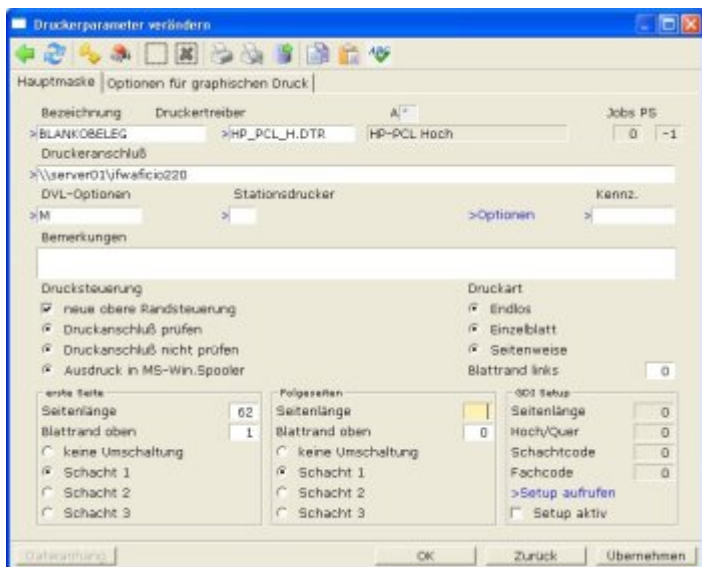 Druckerparameter verändern
ABC
Hauptmaske Optionen für graphischen Druck
Bezeichnung Druckertreiber A * Jobs PS
>BLANKOBELEG >HP_PCL_H.DTR HP-PCL Hoch 0 -1
Druckeranschluß
>\\server01\ifwaficio220
DVL-Optionen Stationsdrucker Kennz.
>M > >Optionen >
Bemerkungen
Drucksteuerung Druckart
neue obere Randsteuerung Endlos
Druckanschluß prüfen Einzelblatt
Druckanschluß nicht prüfen Seitenweise
Ausdruck in MS-Win.Spooler Blattrand links 0
erste Seite Folgeseiten GDI Setup
Seitenlänge 62 Seitenlänge Seitenlänge 0
Blattrand oben 1 Blattrand oben 0 Hoch/Quer 0
keine Umschaltung keine Umschaltung Schachtcode 0
Schacht 1 Schacht 1 Fachcode 0
Schacht 2 Schacht 2 >Setup aufrufen
Schacht 3 Schacht 3 Setup aktiv
Dateianhang OK Zurück Übernehmen